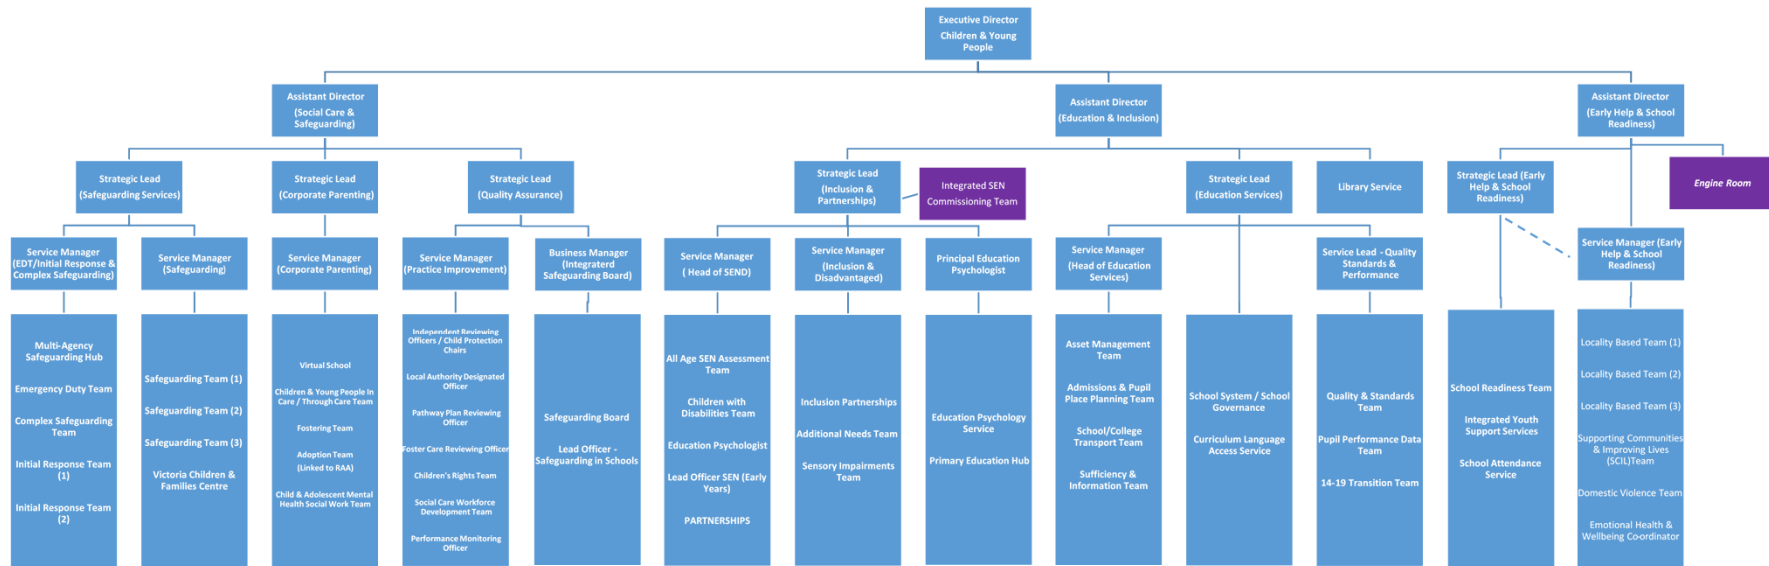 Executive Director
Children & Young
People
Assistant Director
(Social Care &
Safeguarding)
Assistant Director
(Education & Inclusion)
Assistant Director
(Early Help & School
Readiness)
Strategic Lead
(Safeguarding Services)
Strategic Lead
(Corporate Parenting)
Strategic Lead
(Quality Assurance)
Strategic Lead
(Inclusion &
Partnerships)
Integrated SEN
Commissioning Team
Strategic Lead
(Education Services)
Library Service
Strategic Lead (Early
Help & School
Readiness)
Engine Room
Service Manager
(EDT/Initial Response &
Complex Safeguarding)
Service Manager
(Safeguarding)
Service Manager
(Corporate Parenting)
Service Manager
(Practice Improvement)
Business Manager
(Integraterd
Safeguarding Board)
Service Manager
( Head of SEND)
Service Manager
(Inclusion &
Disadvantaged)
Principal Education
Psychologist
Service Manager
(Head of Education
Services)
Service Lead - Quality
Standards &
Performance
Service Manager (Early
Help & School
Readiness)
Multi-Agency
Safeguarding Hub
Emergency Duty Team
Complex Safeguarding
Team
Initial Response Team
(1)
Initial Response Team
(2)
Safeguarding Team (1)
Safeguarding Team (2)
Safeguarding Team (3)
Victoria Children &
Families Centre
Virtual School
Children & Young People in
Care / Through Care Team
Fostering Team
Adoption Team
(Linked to RAA)
Child & Adolescent Mental
Health Social Work Team
Independent Reviewing
Officers / Child Protection
Chairs
Local Authority Designated
Officer
Pathway Plan Reviewing
Officer
Foster Care Reviewing Officer
Children's Rights Team
Social Care Workforce
Development Team
Performance Monitoring
Officer
Safeguarding Board
Lead Officer -
Safeguarding in Schools
All Age SEN Assessment
Team
Children with
Disabilities Team
Education Psychologist
Lead Officer SEN (Early
Years)
PARTNERSHIPS
Inclusion Partnerships
Additional Needs Team
Sensory Impairments
Team
Education Psychology
Service
Primary Education Hub
Asset Management
Team
Admissions & Pupil
Place Planning Team
School/College
Transport Team
Sufficiency &
Information Team
School System / School
Governance
Curriculum Language
Access Service
Quality & Standards
Team
Pupil Performance Data
Team
14-19 Transition Team
School Readiness Team
Integrated Youth
Support Services
School Attendance
Service
Locality Based Team (1)
Locality Based Team (2)
Locality Based Team (3)
Supporting Communities
& Improving Lives
(SCIL)Team
Domestic Violence Team
Emotional Health &
Wellbeing Co-ordinator